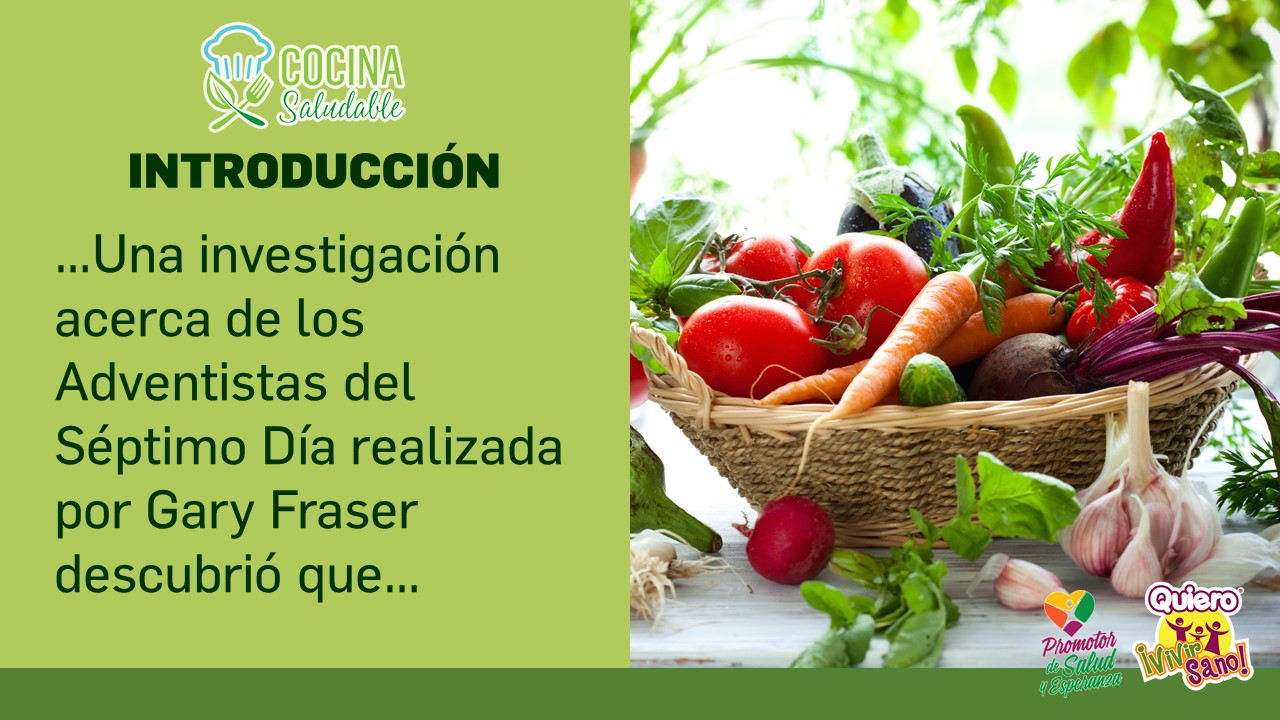 COCINA
Saludable
INTRODUCCIÓN
...Una investigación
acerca de los
Adventistas del
Séptimo Día realizada
por Gary Fraser
descubrió que...
Promotor
de Salud
y Esperanza
Quiero
¡ViVir
Sano!